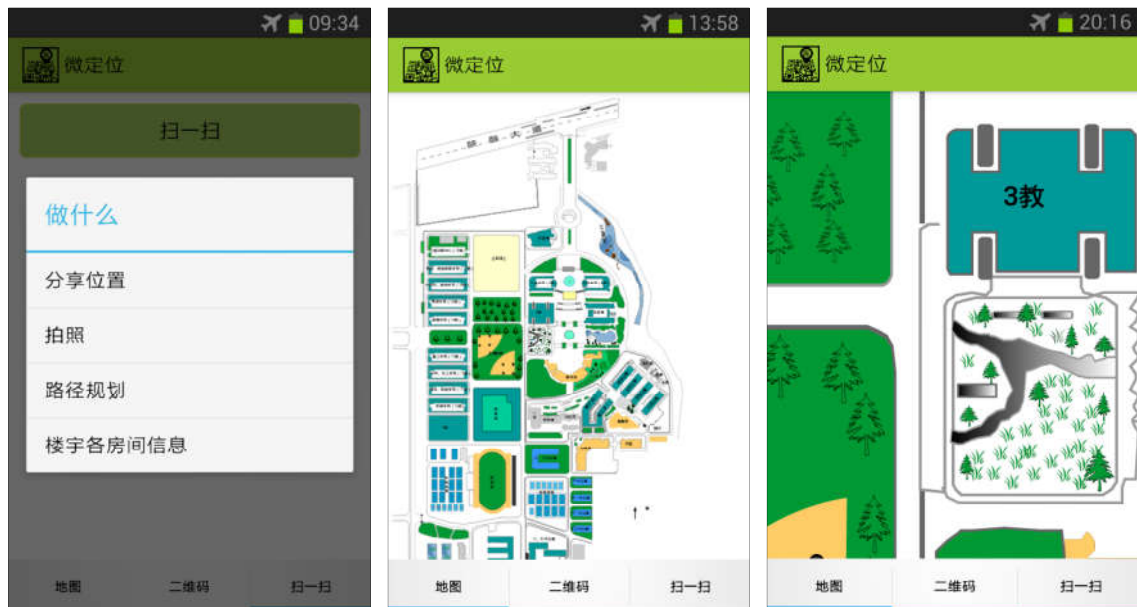 09:34
微定位
扫一扫
做什么
分享位置
拍照
路径规划
楼宇各房间信息
地图
二维码
扫一扫
13:58
微定位
地图
二维码
扫一扫
20:16
微定位
3教
地图
二维码
扫一扫